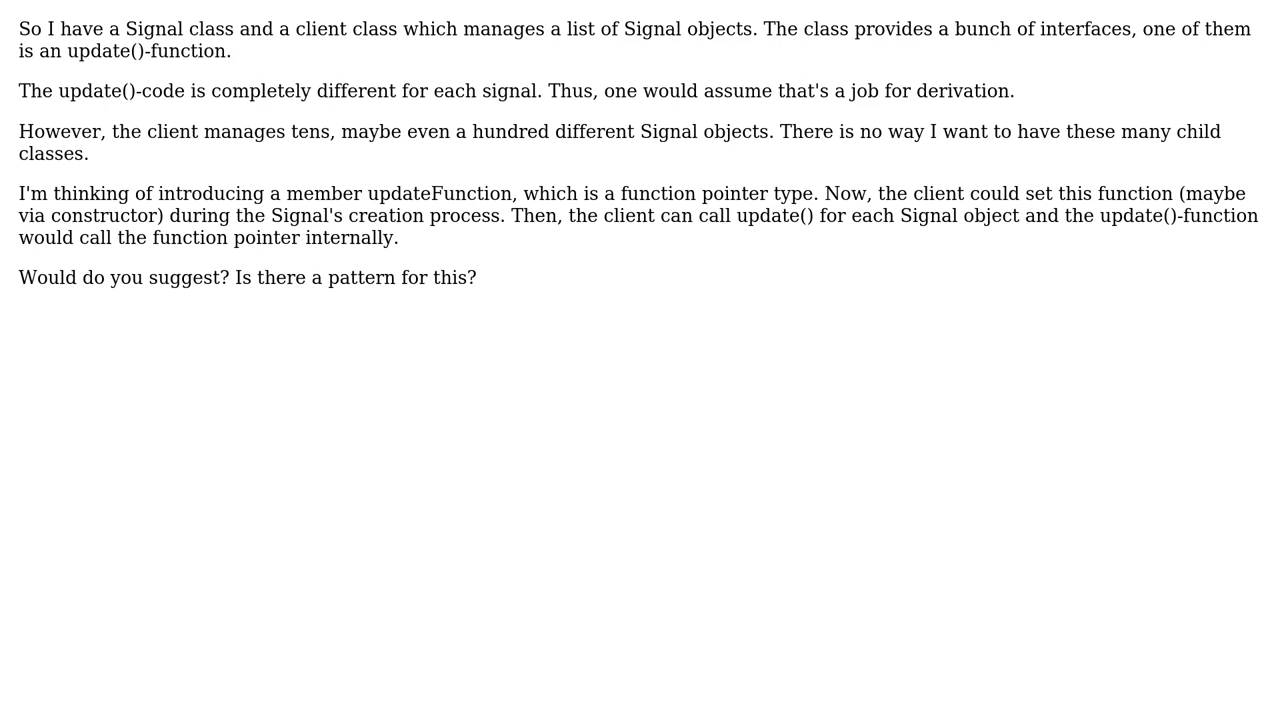 So I have a Signal class and a client class which manages a list of Signal objects. The class provides a bunch of interfaces, one of them
is an update()-function.
The update()-code is completely different for each signal. Thus, one would assume that's a job for derivation.
However, the client manages tens, maybe even a hundred different Signal objects. There is no way I want to have these many child
classes.
I'm thinking of introducing a member updateFunction, which is a function pointer type. Now, the client could set this function (maybe
via constructor) during the Signal's creation process. Then, the client can call update() for each Signal object and the update()-function
would call the function pointer internally.
Would do you suggest? Is there a pattern for this?